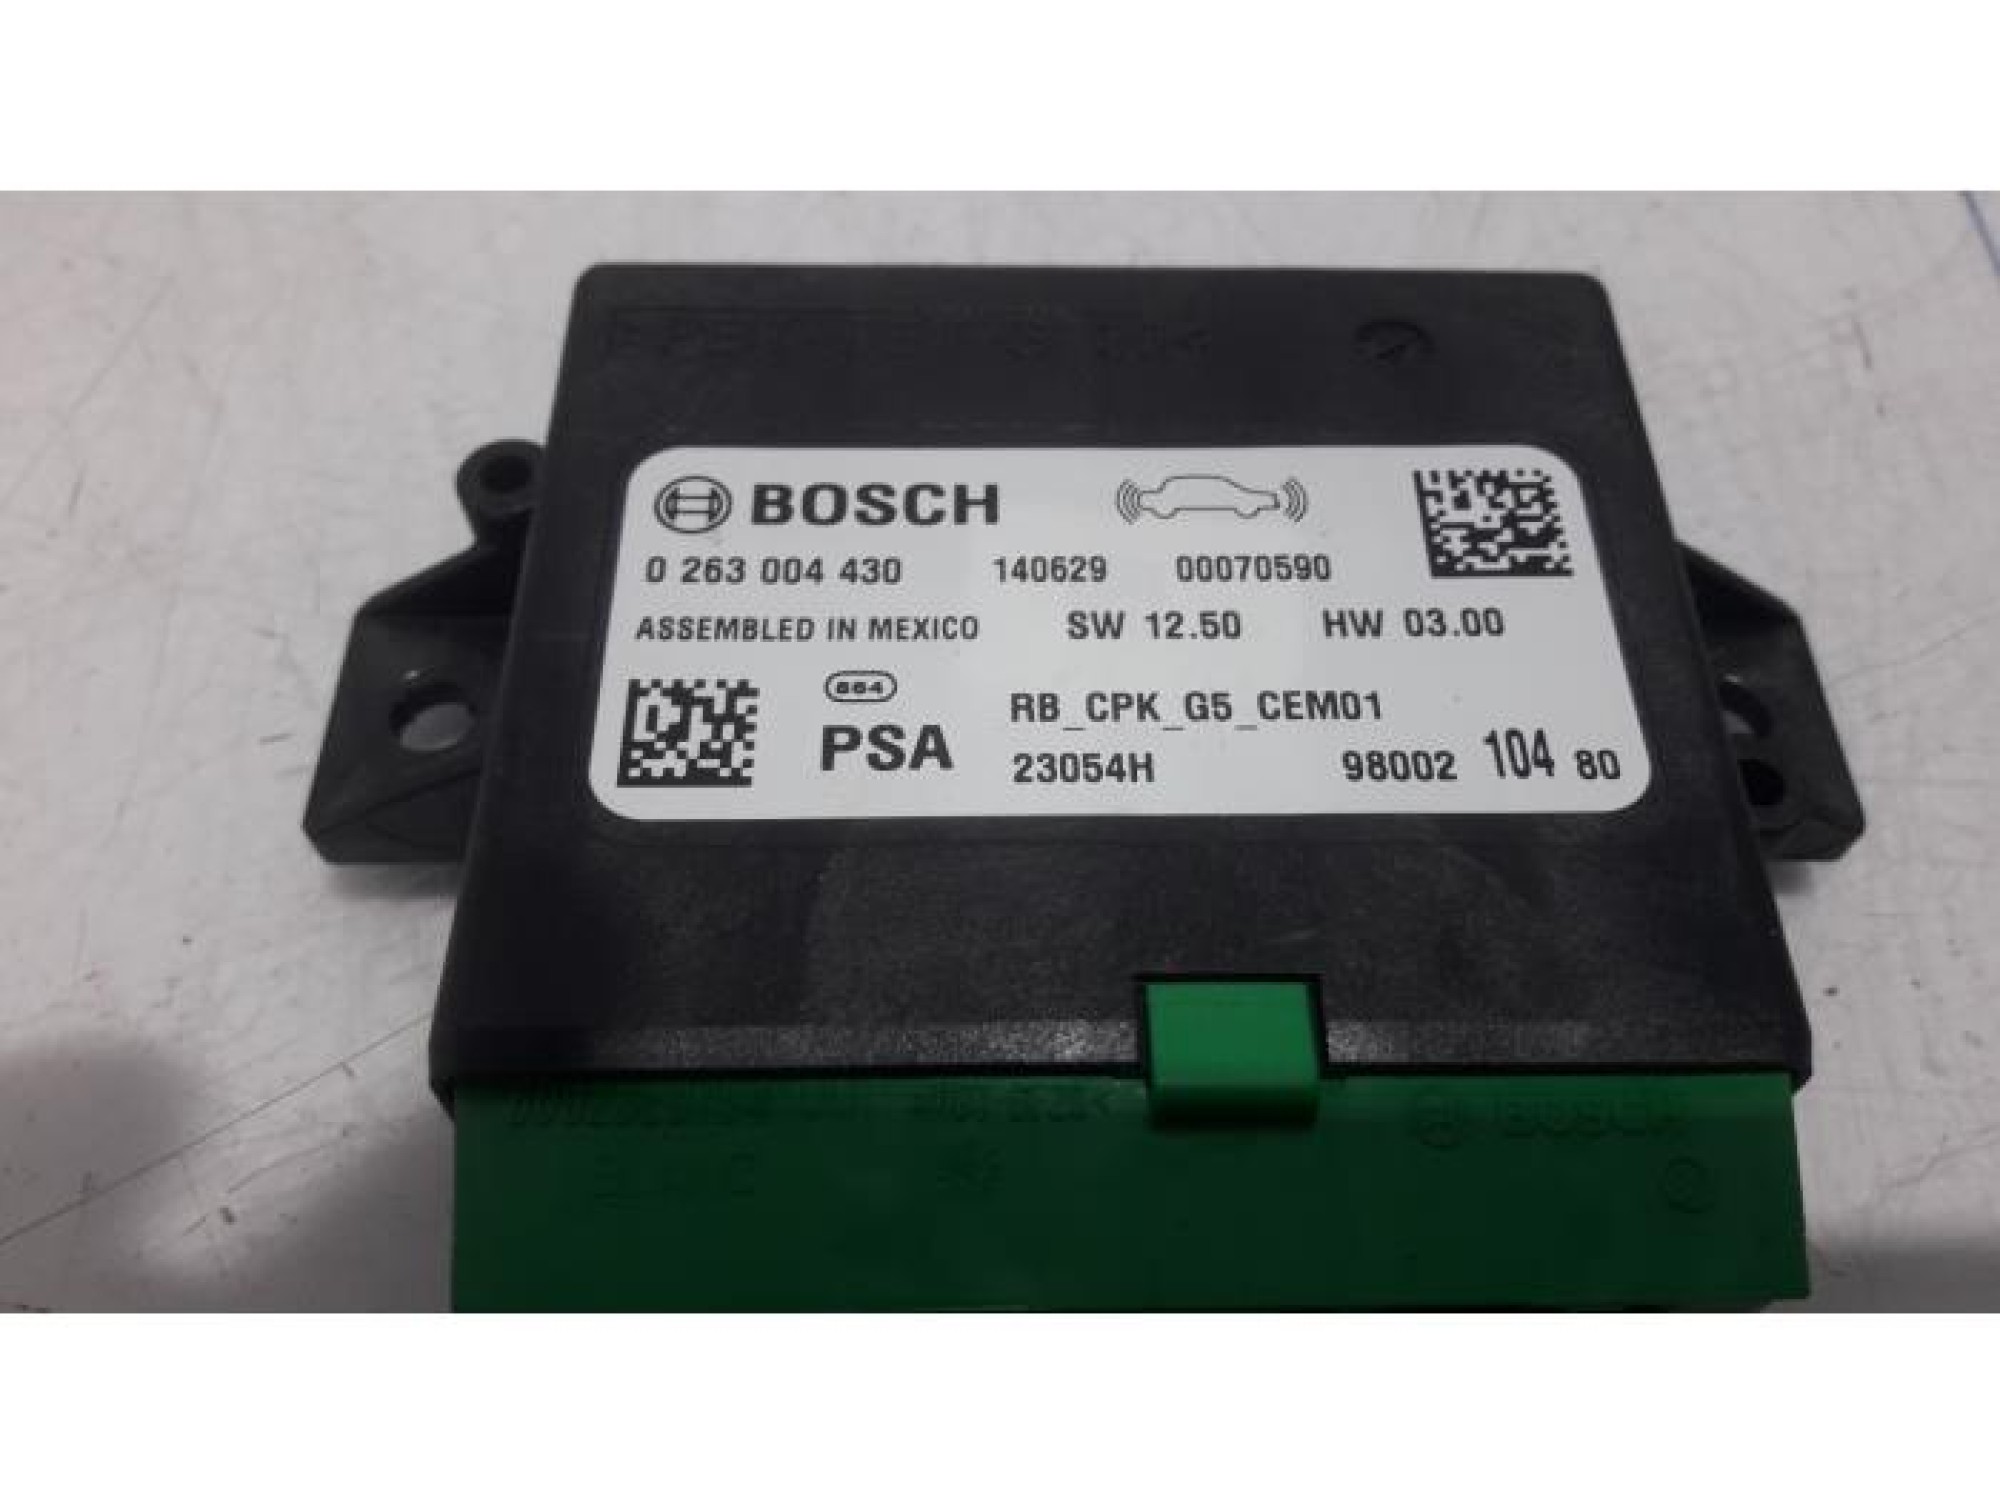 BOSCH
0 263 004 430 140629 00070590
ASSEMBLED IN MEXICO SW 12.50 HW 03.00
PSA RB_CPK_G5_CEM01
23054H 98002 104 80
BOSCH